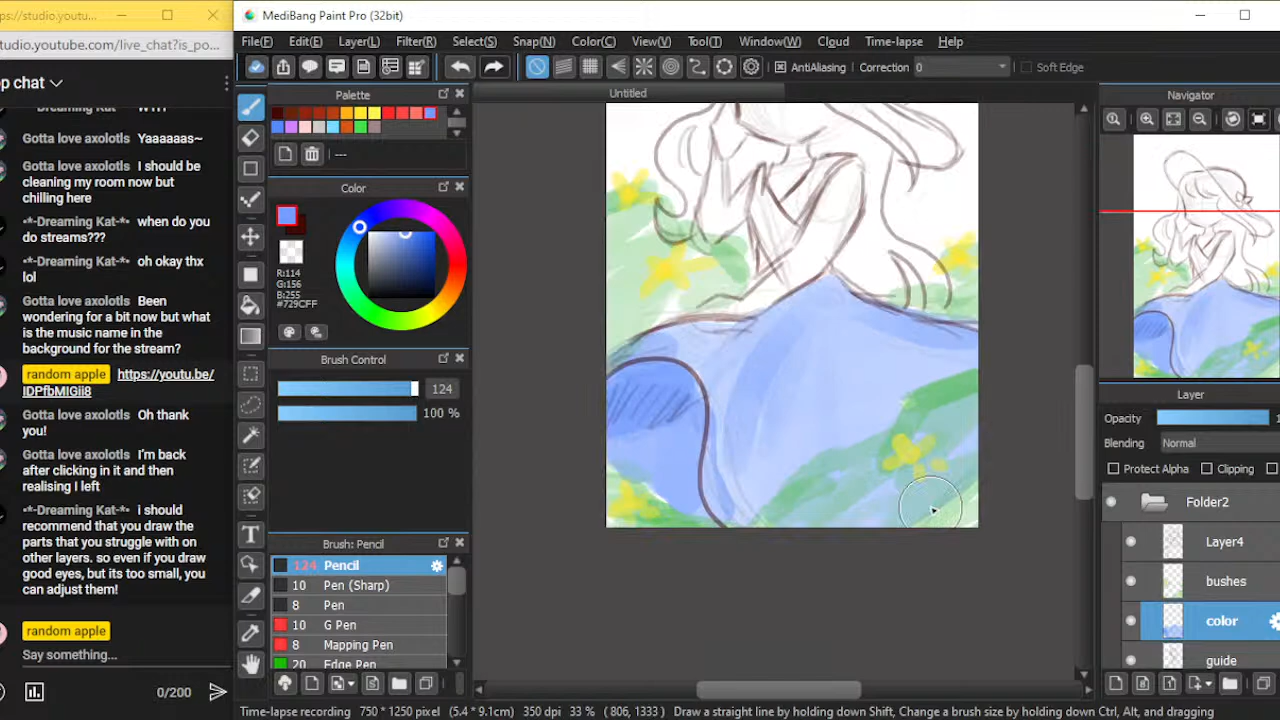 https://studio.youtu...
studio.youtube.com/live_chat?is_po...
p chat
-*-Dreaming Kat-*-
Gotta love axolotls Yaaaaaas~
Gotta love axolotls I should be
cleaning my room now but
chilling here
-*-Dreaming Kat-*- when do you
do streams???
-*-Dreaming Kat-*- oh okay thx
lol
Gotta love axolotls Been
wondering for a bit now but what
is the music name in the
background for the stream?
random apple https://youtu.be/
IDPfbMIGii8
Gotta love axolotls Oh thank
you!
Gotta love axolotls I'm back
after clicking in it and then
realising I left
-*-Dreaming Kat-*- i should
recommend that you draw the
parts that you struggle with on
other layers. so even if you draw
good eyes, but its too small, you
can adjust them!
random apple
Say something...
0/200
MediBang Paint Pro (32bit)
File(F) Edit(E) Layer(L) Filter(R) Select(S) Snap(N) Color(C) View(V) Tool(T) Window(W) Cloud Time-lapse Help
AntiAliasing Correction 0 Soft Edge
Palette
---
Color
R:114
G:156
B:255
#729CFF
Brush Control
124
100 %
Brush: Pencil
124 Pencil
10 Pen (Sharp)
8 Pen
10 G Pen
8 Mapping Pen
20 Edge Pen
Untitled
Navigator
Layer
Opacity
Blending Normal
Protect Alpha Clipping
Folder2
Layer4
bushes
color
guide
Time-lapse recording 750 * 1250 pixel (5.4 * 9.1cm) 350 dpi 33 % ( 806, 1333 ) Draw a straight line by holding down Shift, Change a brush size by holding down Ctrl, Alt, and dragging